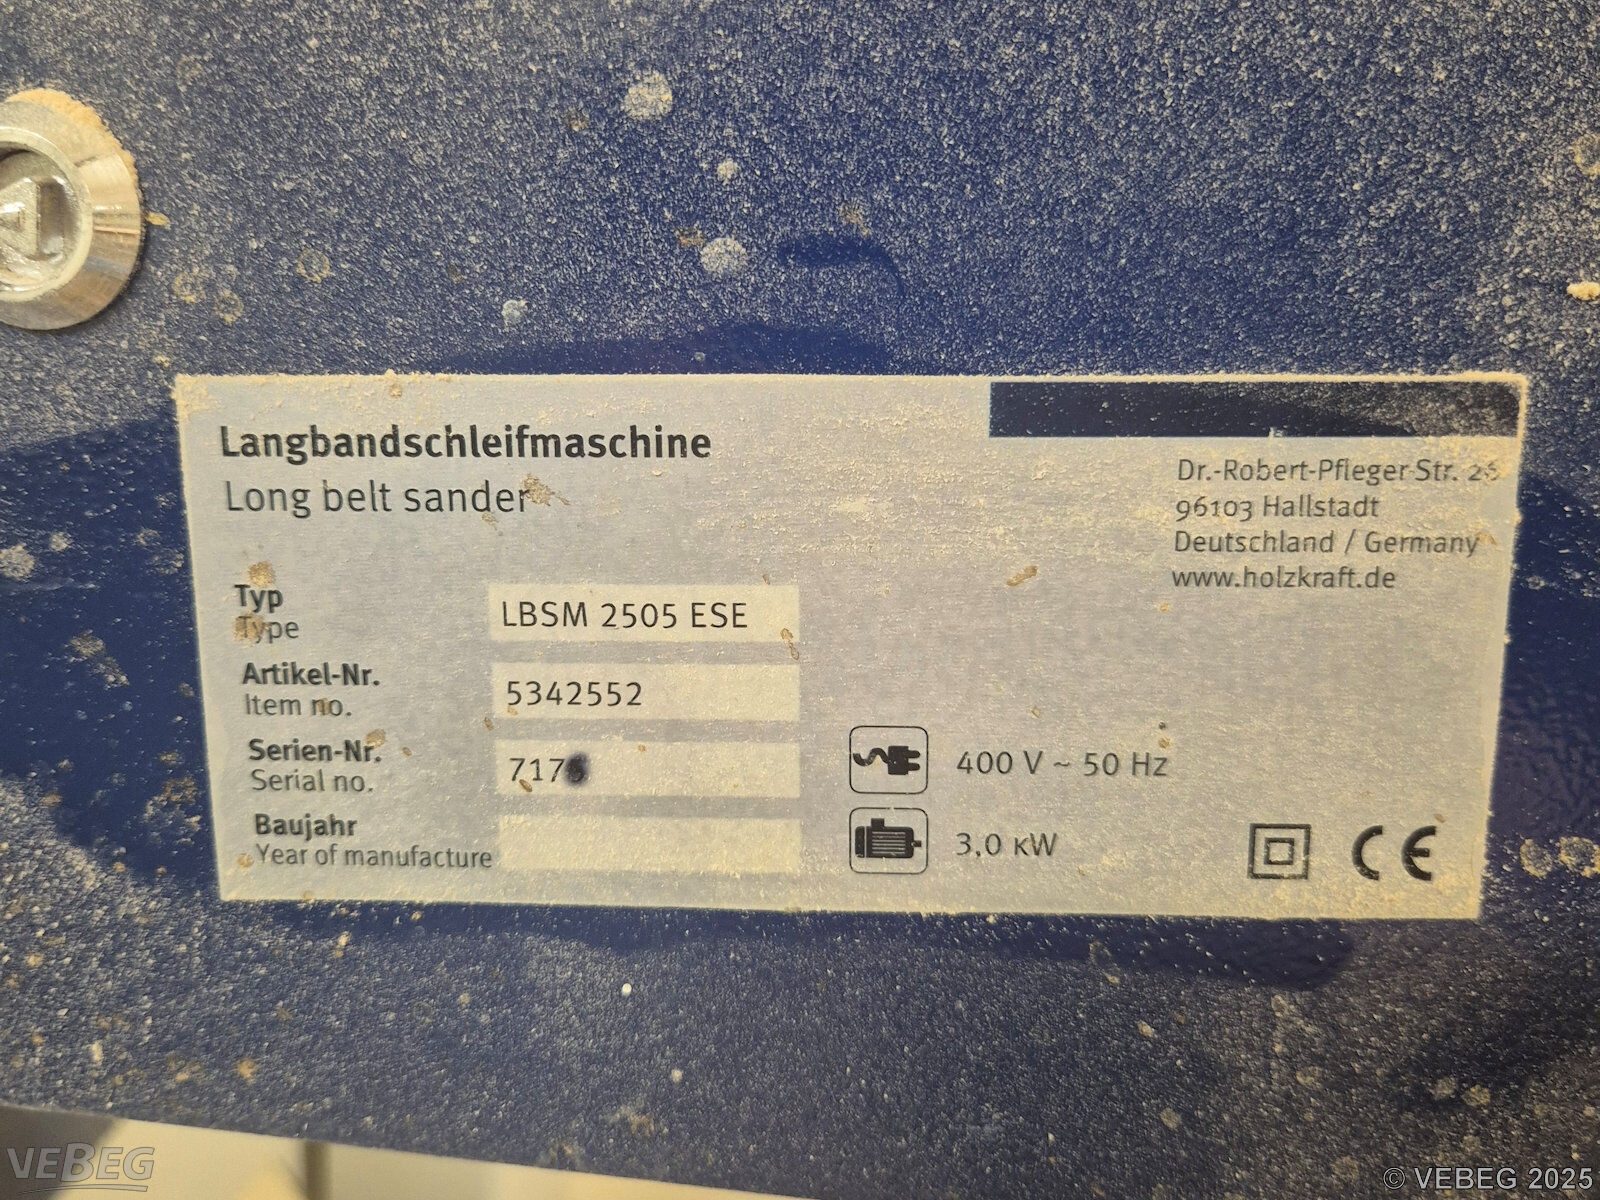 Langbandschleifmaschine
Long belt sander
Dr.-Robert-Pfleger-Str. 26
96103 Hallstadt
Deutschland / Germany
www.holzkraft.de
Typ
Type
LBSM 2505 ESE
Artikel-Nr.
Item no.
5342552
Serien-Nr.
Serial no.
Baujahr
Year of manufacture
400 V ~ 50 Hz
3,0 KW
CE
VEBEG
© VEBEG 2025